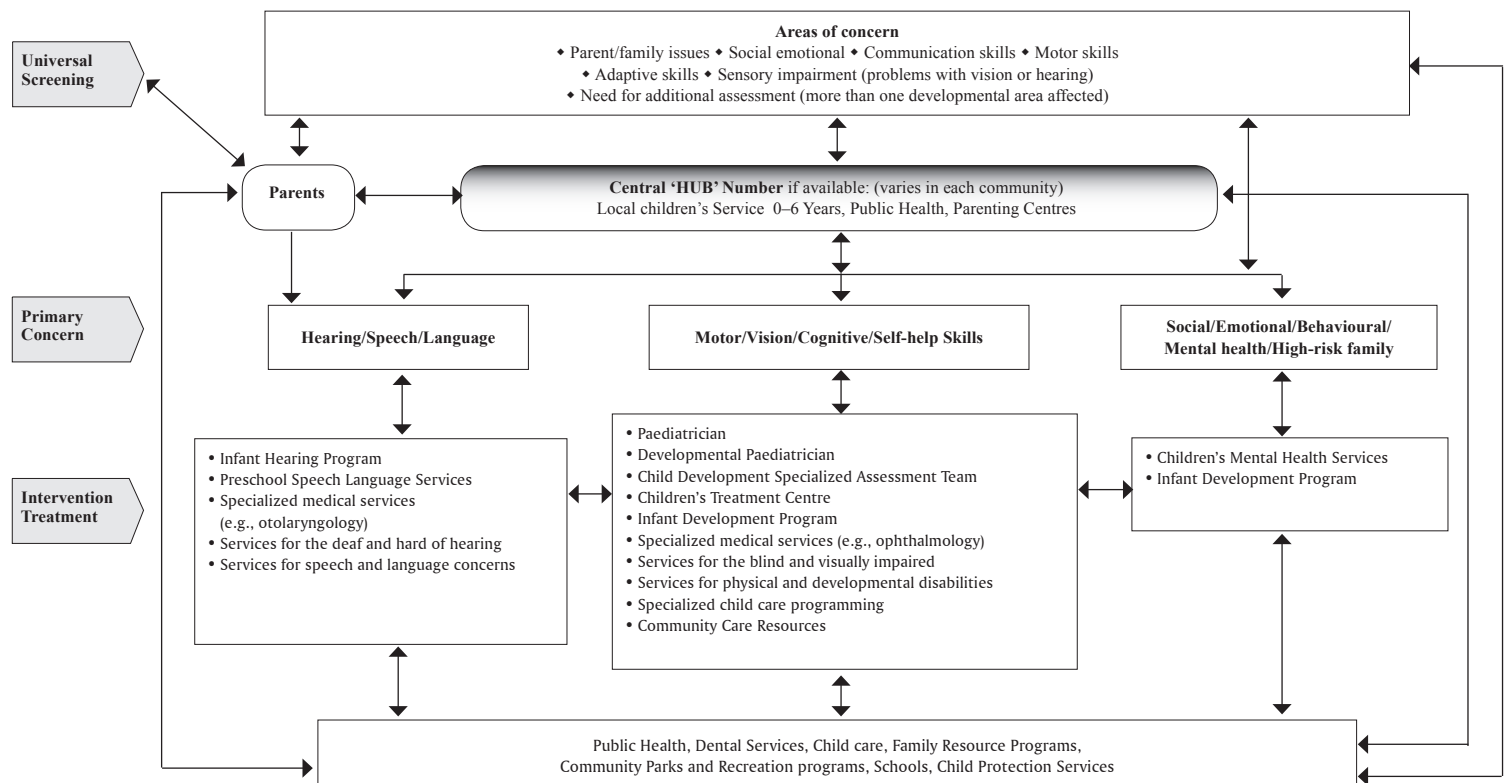 Universal
Screening
Areas of concern
◆ Parent/family issues ◆ Social emotional ◆ Communication skills ◆ Motor skills
◆ Adaptive skills ◆ Sensory impairment (problems with vision or hearing)
◆ Need for additional assessment (more than one developmental area affected)
Parents
Central ‘HUB’ Number if available: (varies in each community)
Local children’s Service 0–6 Years, Public Health, Parenting Centres
Primary
Concern
Hearing/Speech/Language
Motor/Vision/Cognitive/Self-help Skills
Social/Emotional/Behavioural/
Mental health/High-risk family
Intervention
Treatment
• Infant Hearing Program
• Preschool Speech Language Services
• Specialized medical services
(e.g., otolaryngology)
• Services for the deaf and hard of hearing
• Services for speech and language concerns
• Paediatrician
• Developmental Paediatrician
• Child Development Specialized Assessment Team
• Children’s Treatment Centre
• Infant Development Program
• Specialized medical services (e.g., ophthalmology)
• Services for the blind and visually impaired
• Services for physical and developmental disabilities
• Specialized child care programming
• Community Care Resources
• Children’s Mental Health Services
• Infant Development Program
Public Health, Dental Services, Child care, Family Resource Programs,
Community Parks and Recreation programs, Schools, Child Protection Services